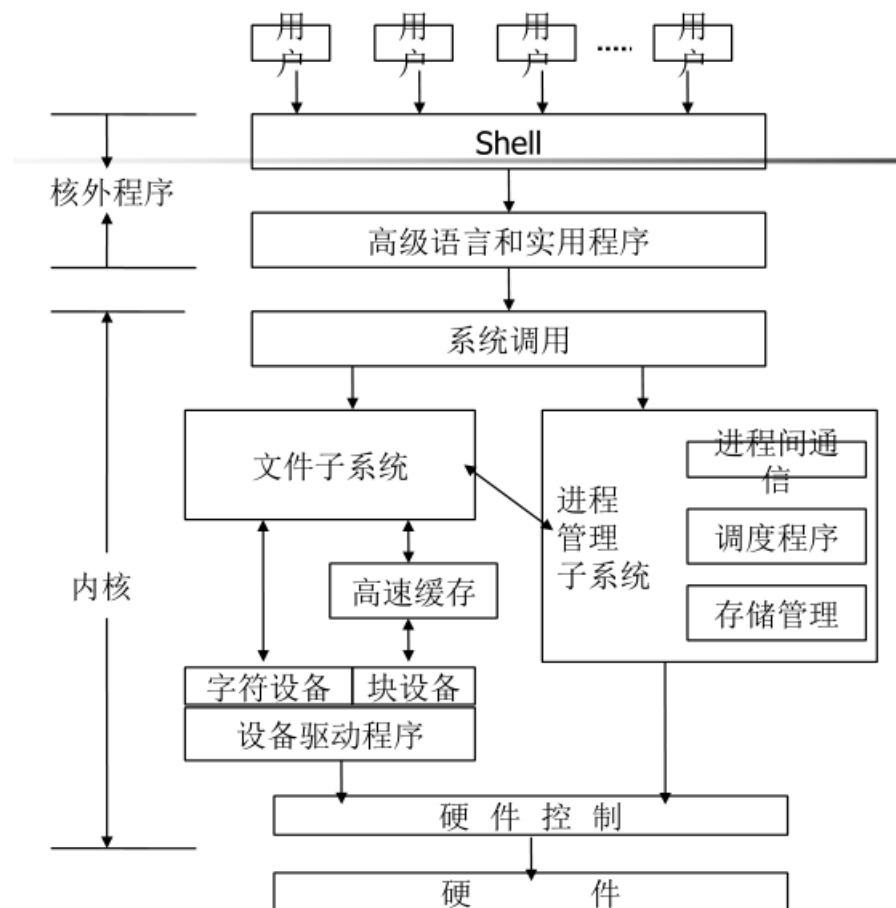 用户 用户 用户 ····· 用户
Shell
核外程序
高级语言和实用程序
系统调用
文件子系统
进程间通信
进程
管理
子系统
调度程序
高速缓存
内核
存储管理
字符设备 块设备
设备驱动程序
硬 件 控 制
硬 件